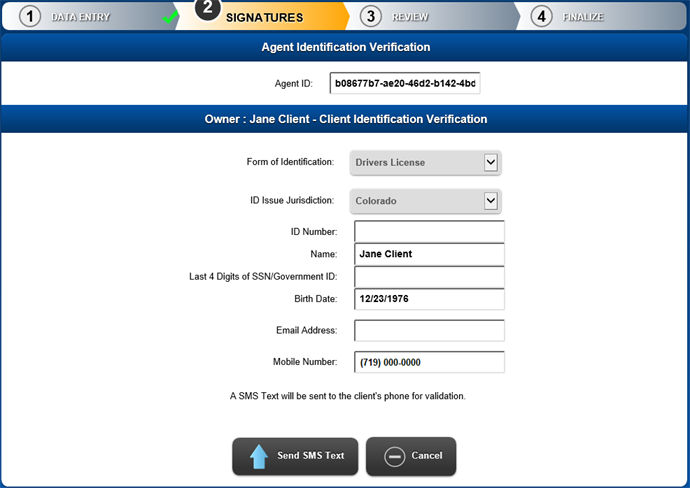 1 DATA ENTRY 2 SIGNATURES 3 REVIEW 4 FINALIZE
Agent Identification Verification
Agent ID: b08677b7-ae20-46d2-b142-4bd
Owner : Jane Client - Client Identification Verification
Form of Identification: Drivers License
ID Issue Jurisdiction: Colorado
ID Number:
Name: Jane Client
Last 4 Digits of SSN/Government ID:
Birth Date: 12/23/1976
Email Address:
Mobile Number: (719) 000-0000
A SMS Text will be sent to the client's phone for validation.
Send SMS Text Cancel